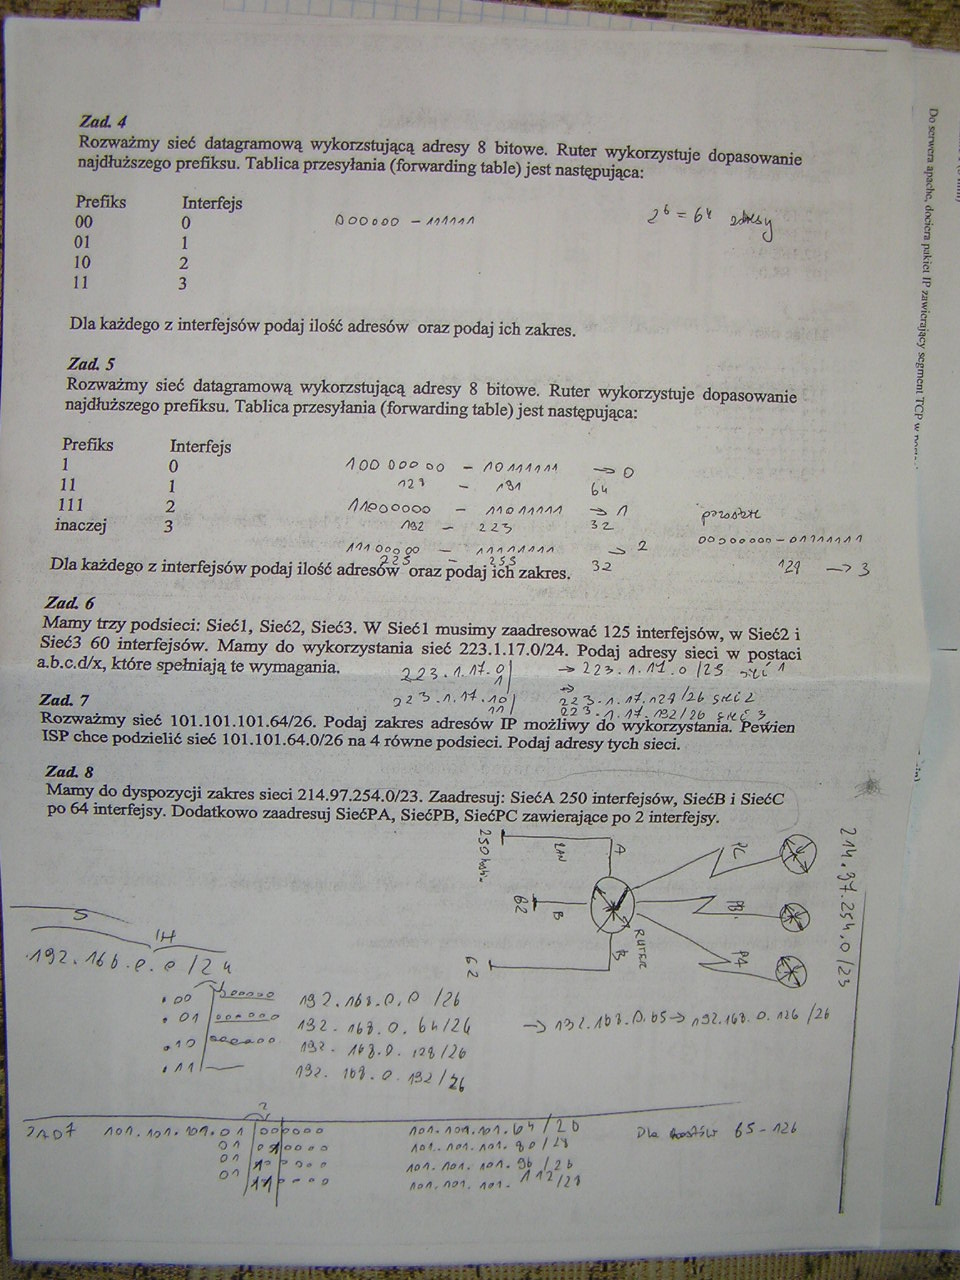 Zad. 4
Rozważmy sieć datagramową wykorzstującą adresy 8 bitowe. Ruter wykorzystuje dopasowanie
najdłuższego prefiksu. Tablica przesyłania (forwarding table) jest następująca:
Prefiks Interfejs
00 0 000000 - 111111 2^6 = 64 adresy
01 1
10 2
11 3
Dla każdego z interfejsów podaj ilość adresów oraz podaj ich zakres.
Zad. 5
Rozważmy sieć datagramową wykorzstującą adresy 8 bitowe. Ruter wykorzystuje dopasowanie
najdłuższego prefiksu. Tablica przesyłania (forwarding table) jest następująca:
Prefiks Interfejs
1 0 10000000 - 10111111 → 0
11 1 128 - 191 64
111 2 11000000 - 11011111 → 1 pozostałe
inaczej 3 192 - 223 32 00000000 - 01111111
11100000 - 11111111 → 2
Dla każdego z interfejsów podaj ilość adresów oraz podaj ich zakres. 32 → 3
225 - 255
Zad. 6
Mamy trzy podsieci: Sieć1, Sieć2, Sieć3. W Sieć1 musimy zaadresować 125 interfejsów, w Sieć2 i
Sieć3 60 interfejsów. Mamy do wykorzystania sieć 223.1.17.0/24. Podaj adresy sieci w postaci
a.b.c.d/x, które spełniają te wymagania. 223.1.17.0| → 223.1.17.0 /25 sieć 1
1|
Zad. 7 223.1.17.10| → 223.1.17.129/26 sieć 2
11| 223.1.17.192/26 sieć 3
Rozważmy sieć 101.101.101.64/26. Podaj zakres adresów IP możliwy do wykorzystania. Pewien
ISP chce podzielić sieć 101.101.64.0/26 na 4 równe podsieci. Podaj adresy tych sieci.
Zad. 8
Mamy do dyspozycji zakres sieci 214.97.254.0/23. Zaadresuj: SiećA 250 interfejsów, SiećB i SiećC
po 64 interfejsy. Dodatkowo zaadresuj SiećPA, SiećPB, SiećPC zawierające po 2 interfejsy.
214.97.254.0 /23
250
LAN
A
PC
62
B
PB
RUTER
62
B
PA
S
1H
192.168.0.0 /24
.00 00000 192.168.0.0 /26
.01 000000 192.168.0.64/26 → 192.168.0.65 → 192.168.0.126 /26
.10 000000 192.168.0.128 /26
.11 192.168.0.192 /26
2
101.101.101.01 000000 101.101.101.64 /28 Dla hostów 65-126
01 010000 101.101.101.80 /28
01 10000 101.101.101.96 /28
01 110000 101.101.101.112/28
Do serwera apache, dociera pakiet IP zawierający segment TCP w